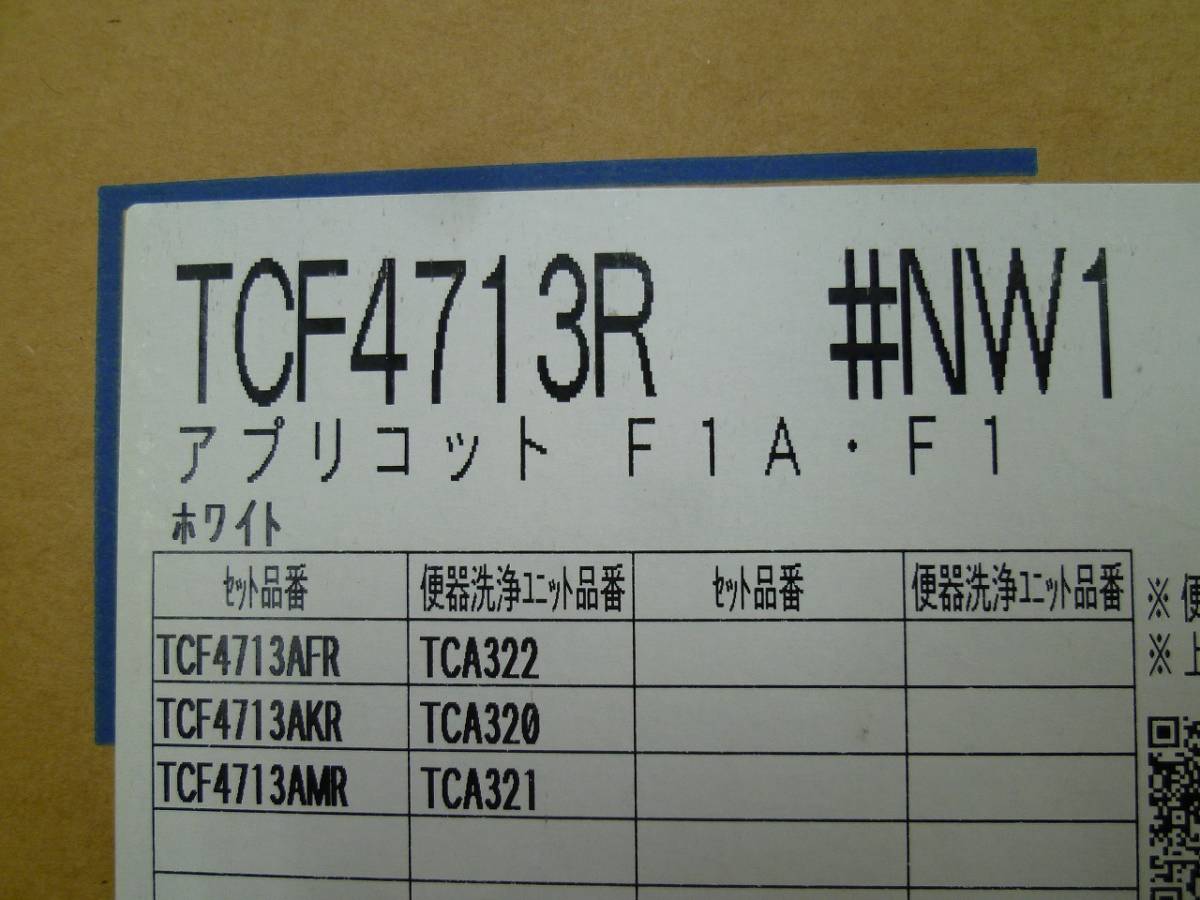 TCF4713R #NW1
アプリコット F1A・F1
ホワイト
ｾｯﾄ品番 便器洗浄ﾕﾆｯﾄ品番 ｾｯﾄ品番 便器洗浄ﾕﾆｯﾄ品番
※便
TCF4713AFR TCA322
※上
TCF4713AKR TCA320
TCF4713AMR TCA321